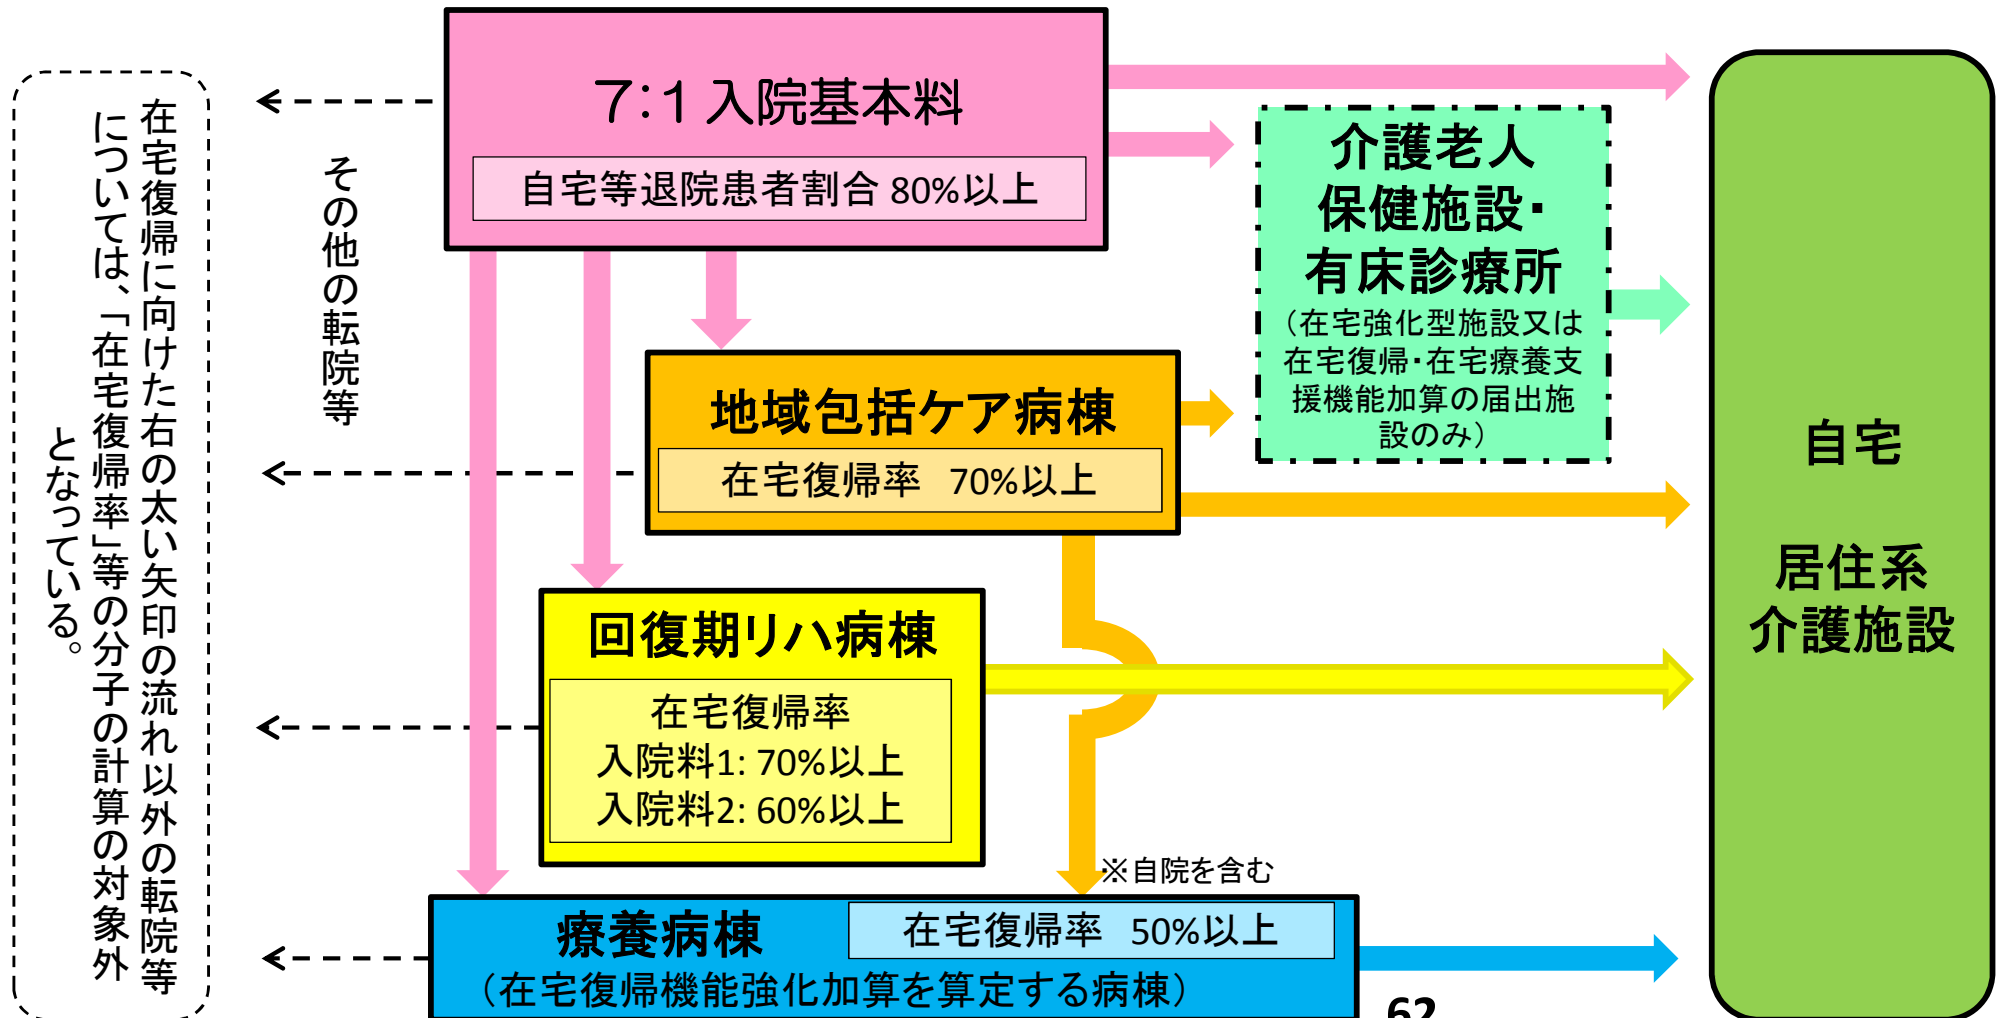 7:1入院基本料
自宅等退院患者割合 80%以上
介護老人
保健施設・
有床診療所
（在宅強化型施設又は
在宅復帰・在宅療養支
援機能加算の届出施
設のみ）
地域包括ケア病棟
在宅復帰率 70%以上
回復期リハ病棟
在宅復帰率
入院料1: 70%以上
入院料2: 60%以上
※自院を含む
療養病棟
在宅復帰率 50%以上
（在宅復帰機能強化加算を算定する病棟）
自宅
居住系
介護施設
その他の転院等
在宅復帰に向けた右の太い矢印の流れ以外の転院等
については、「在宅復帰率」等の分子の計算の対象外
となっている。
62